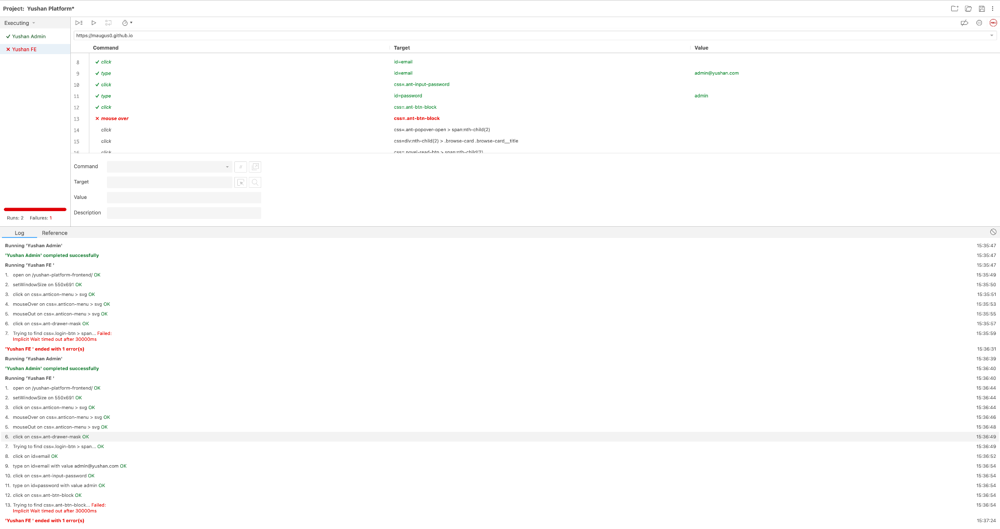 Project: Yushan Platform*
Executing
https://maugus0.github.io
Yushan Admin
Yushan FE
Command Target Value
8 click id=email
9 type id=email admin@yushan.com
10 click css=.ant-input-password
11 type id=password admin
12 click css=.ant-btn-block
13 mouse over css=.ant-btn-block
14 click css=.ant-popover-open > span:nth-child(2)
15 click css=div:nth-child(2) > .browse-card .browse-card__title
16 click css=.novel-read-btn > span:nth-child(2)
Command //
Target
Value
Description
Runs: 2 Failures: 1
REC
Log Reference
Running 'Yushan Admin' 15:35:47
'Yushan Admin' completed successfully 15:35:47
Running 'Yushan FE ' 15:35:47
1. open on /yushan-platform-frontend/ OK 15:35:49
2. setWindowSize on 550x691 OK 15:35:50
3. click on css=.anticon-menu > svg OK 15:35:51
4. mouseOver on css=.anticon-menu > svg OK 15:35:53
5. mouseOut on css=.anticon-menu > svg OK 15:35:55
6. click on css=.ant-drawer-mask OK 15:35:57
7. Trying to find css=.login-btn > span... Failed: 15:35:59
Implicit Wait timed out after 30000ms
'Yushan FE ' ended with 1 error(s) 15:36:31
Running 'Yushan Admin' 15:36:39
'Yushan Admin' completed successfully 15:36:40
Running 'Yushan FE ' 15:36:40
1. open on /yushan-platform-frontend/ OK 15:36:44
2. setWindowSize on 550x691 OK 15:36:44
3. click on css=.anticon-menu > svg OK 15:36:44
4. mouseOver on css=.anticon-menu > svg OK 15:36:46
5. mouseOut on css=.anticon-menu > svg OK 15:36:48
6. click on css=.ant-drawer-mask OK 15:36:49
7. Trying to find css=.login-btn > span... OK 15:36:49
8. click on id=email OK 15:36:52
9. type on id=email with value admin@yushan.com OK 15:36:54
10. click on css=.ant-input-password OK 15:36:54
11. type on id=password with value admin OK 15:36:54
12. click on css=.ant-btn-block OK 15:36:54
13. Trying to find css=.ant-btn-block... Failed: 15:36:54
Implicit Wait timed out after 30000ms
'Yushan FE ' ended with 1 error(s) 15:37:24